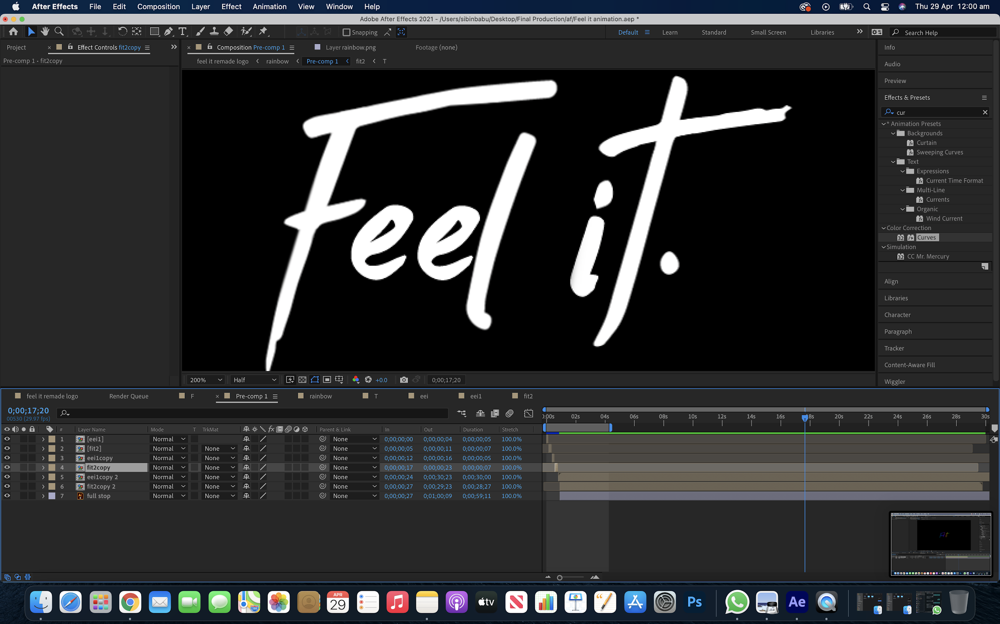 After Effects File Edit Composition Layer Effect Animation View Window Help Thu 29 Apr 12:00 am
Adobe After Effects 2021 - /Users/sibinbabu/Desktop/Final Production/af/Feel it animation.aep *
Snapping Default Learn Standard Small Screen Libraries Search Help
Project Effect Controls fit2copy Composition Pre-comp 1 Layer rainbow.png Footage (none) Info
Pre-comp 1 • fit2copy feel it remade logo rainbow Pre-comp 1 fit2 T
Audio
Preview
Effects & Presets
cur
* Animation Presets
Backgrounds
Curtain
Sweeping Curves
Text
Expressions
Current Time Format
Multi-Line
Currents
Organic
Wind Current
Color Correction
32 Curves
Simulation
32 CC Mr. Mercury
Align
Libraries
Character
Paragraph
Tracker
Content-Aware Fill
Wiggler
Feel it.
200% Half +0.0 0;00;17;20
feel it remade logo Render Queue F Pre-comp 1 rainbow T eei eei1 fit2
0;00;17;20
00530 (29.97 fps)
0:00s 02s 04s 06s 08s 10s 12s 14s 16s 18s 20s 22s 24s 26s 28s 30s
# Layer Name Mode T TrkMat fx Parent & Link In Out Duration Stretch
1 [eei1] Normal None 0;00;00;00 0;00;00;04 0;00;00;05 100.0%
2 [fit2] Normal None None 0;00;00;05 0;00;00;11 0;00;00;07 100.0%
3 eei1copy Normal None None 0;00;00;12 0;00;00;16 0;00;00;05 100.0%
4 fit2copy Normal None None 0;00;00;17 0;00;00;23 0;00;00;07 100.0%
5 eei1copy 2 Normal None None 0;00;00;24 0;00;30;23 0;00;30;00 100.0%
6 fit2copy 2 Normal None None 0;00;00;27 0;00;29;23 0;00;28;27 100.0%
7 Ai full stop Normal None None 0;00;00;27 0;01;00;09 0;00;59;11 100.0%
Feel it
APR
29
tv
Ps
Ae